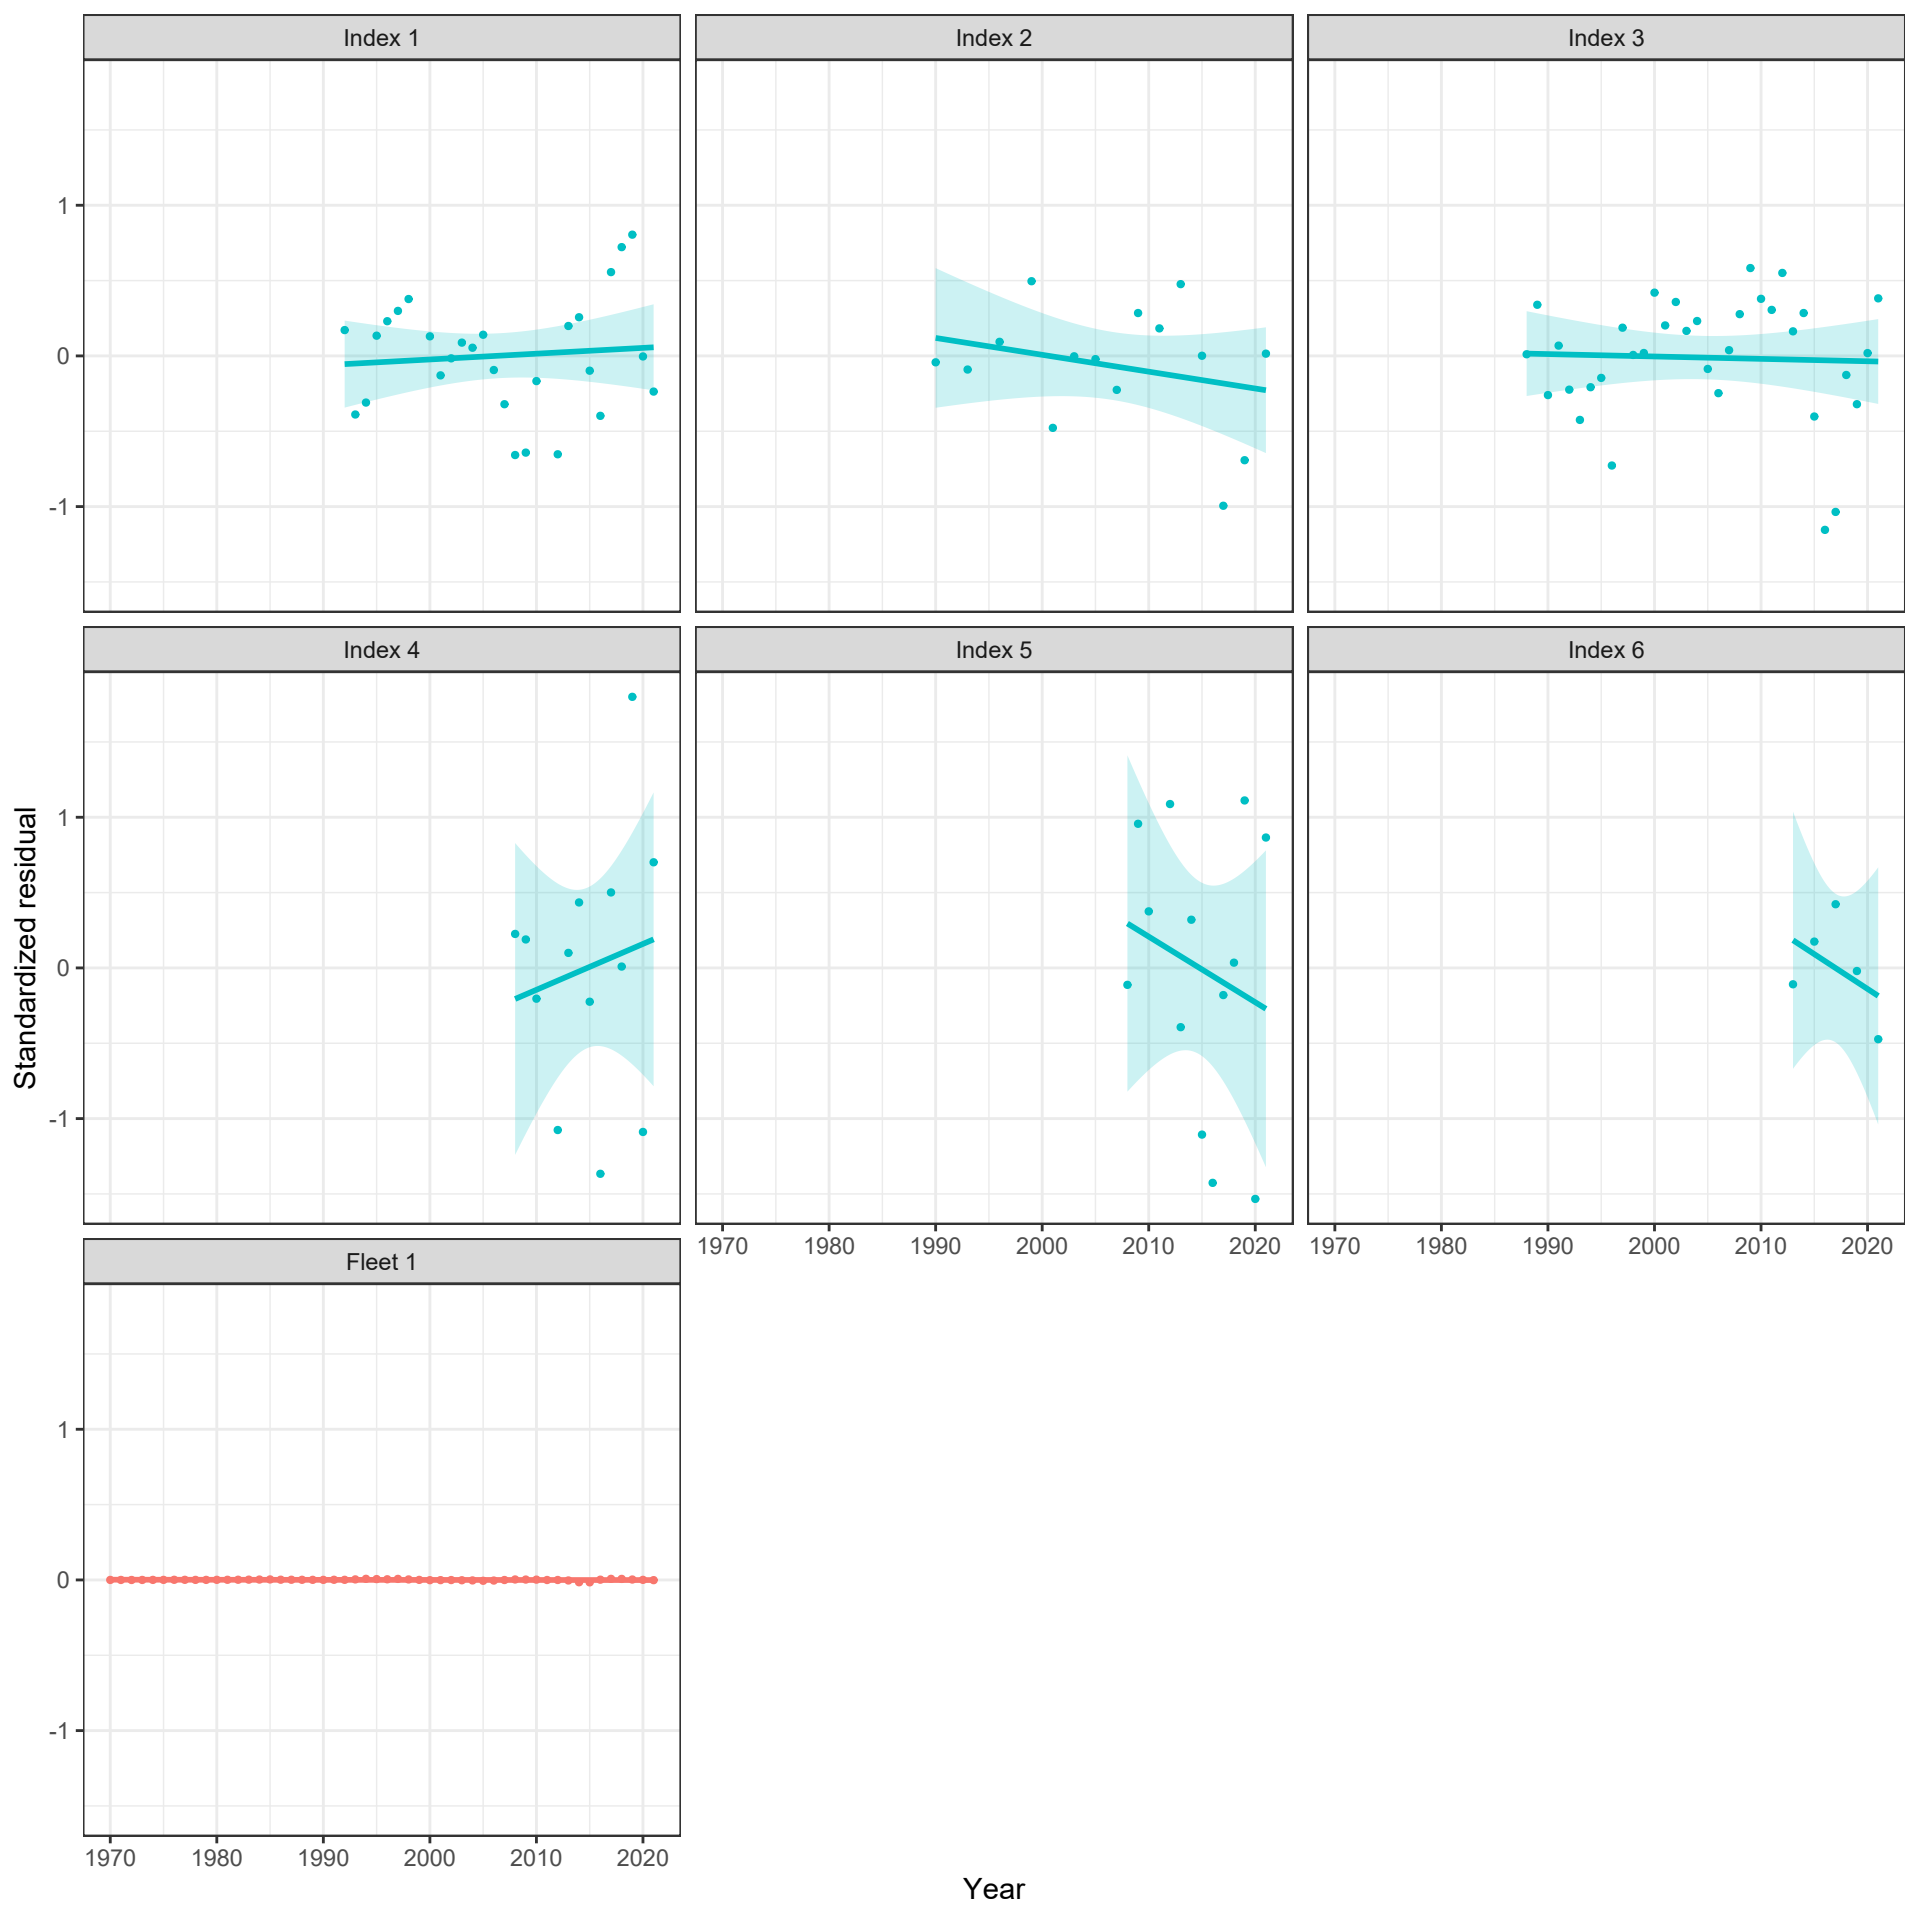 Index 1
Index 2
Index 3
1
0
-1
Index 4
Index 5
Index 6
1
0
-1
1970 1980 1990 2000 2010 2020
1970 1980 1990 2000 2010 2020
Fleet 1
1
0
-1
1970 1980 1990 2000 2010 2020
Standardized residual
Year